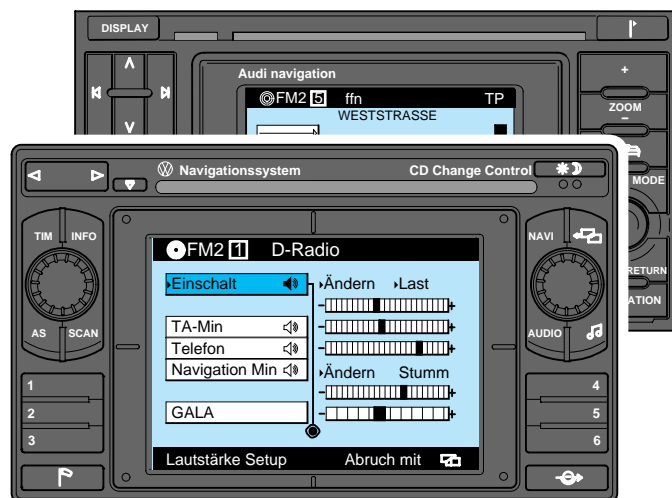 DISPLAY
Audi navigation
+
FM2 5 ffn TP
ZOOM
WESTSTRASSE
–
MODE
RETURN
ATION
Navigationssystem CD Change Control
TIM INFO
AS SCAN
NAVI
AUDIO
FM2 1 D-Radio
Einschalt Ändern Last
- +
TA-Min - +
Telefon - +
Navigation Min Ändern Stumm
- +
GALA - +
Lautstärke Setup Abruch mit
1
2
3
4
5
6